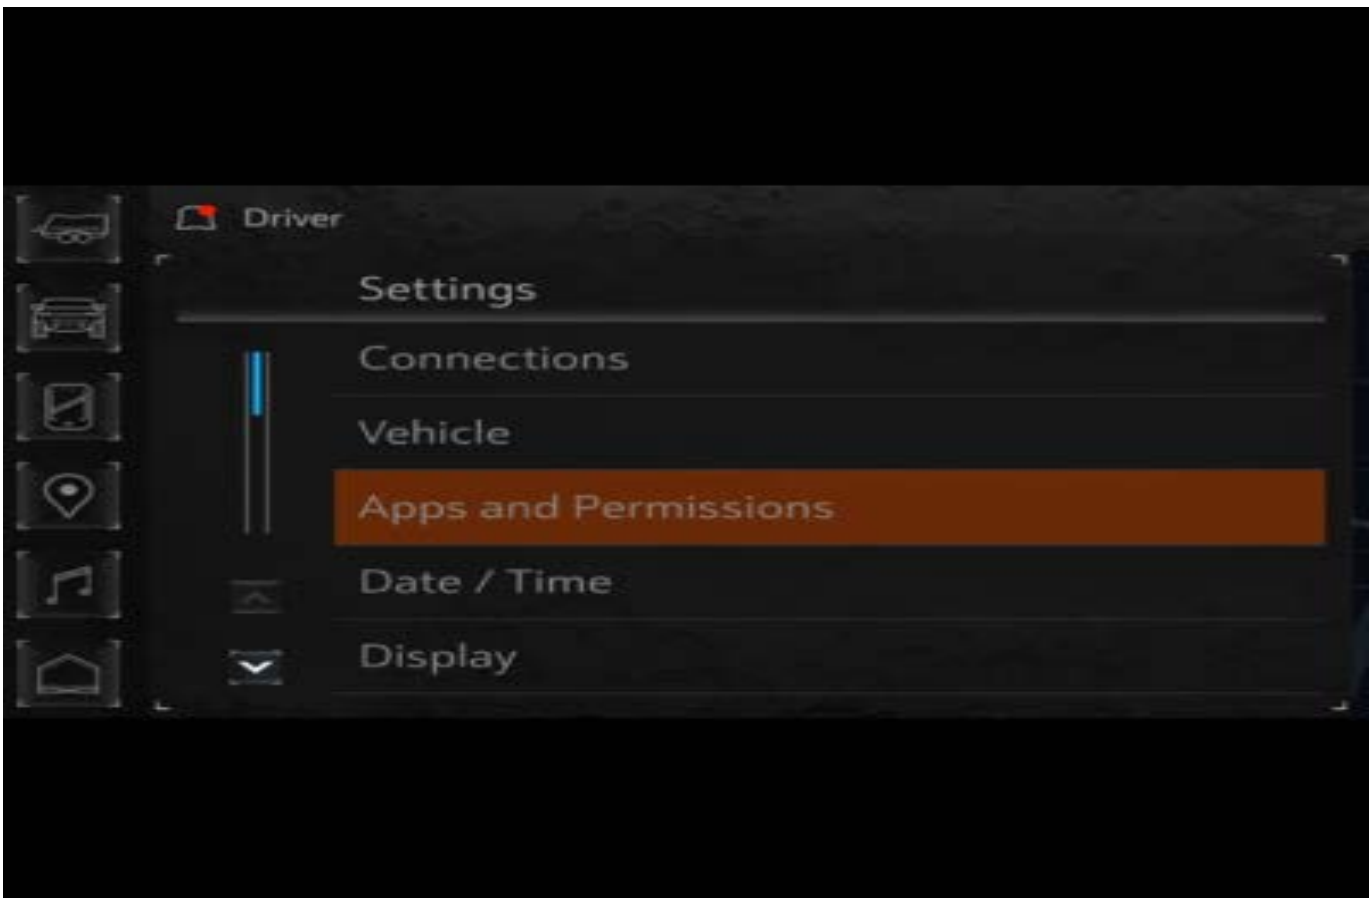 Driver
Settings
Connections
Vehicle
Apps and Permissions
Date / Time
Display